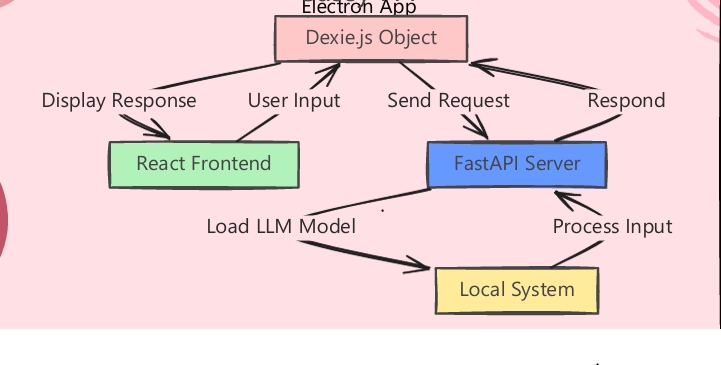 Electron App
Dexie.js Object
Display Response
User Input
Send Request
Respond
React Frontend
FastAPI Server
Load LLM Model
Process Input
Local System